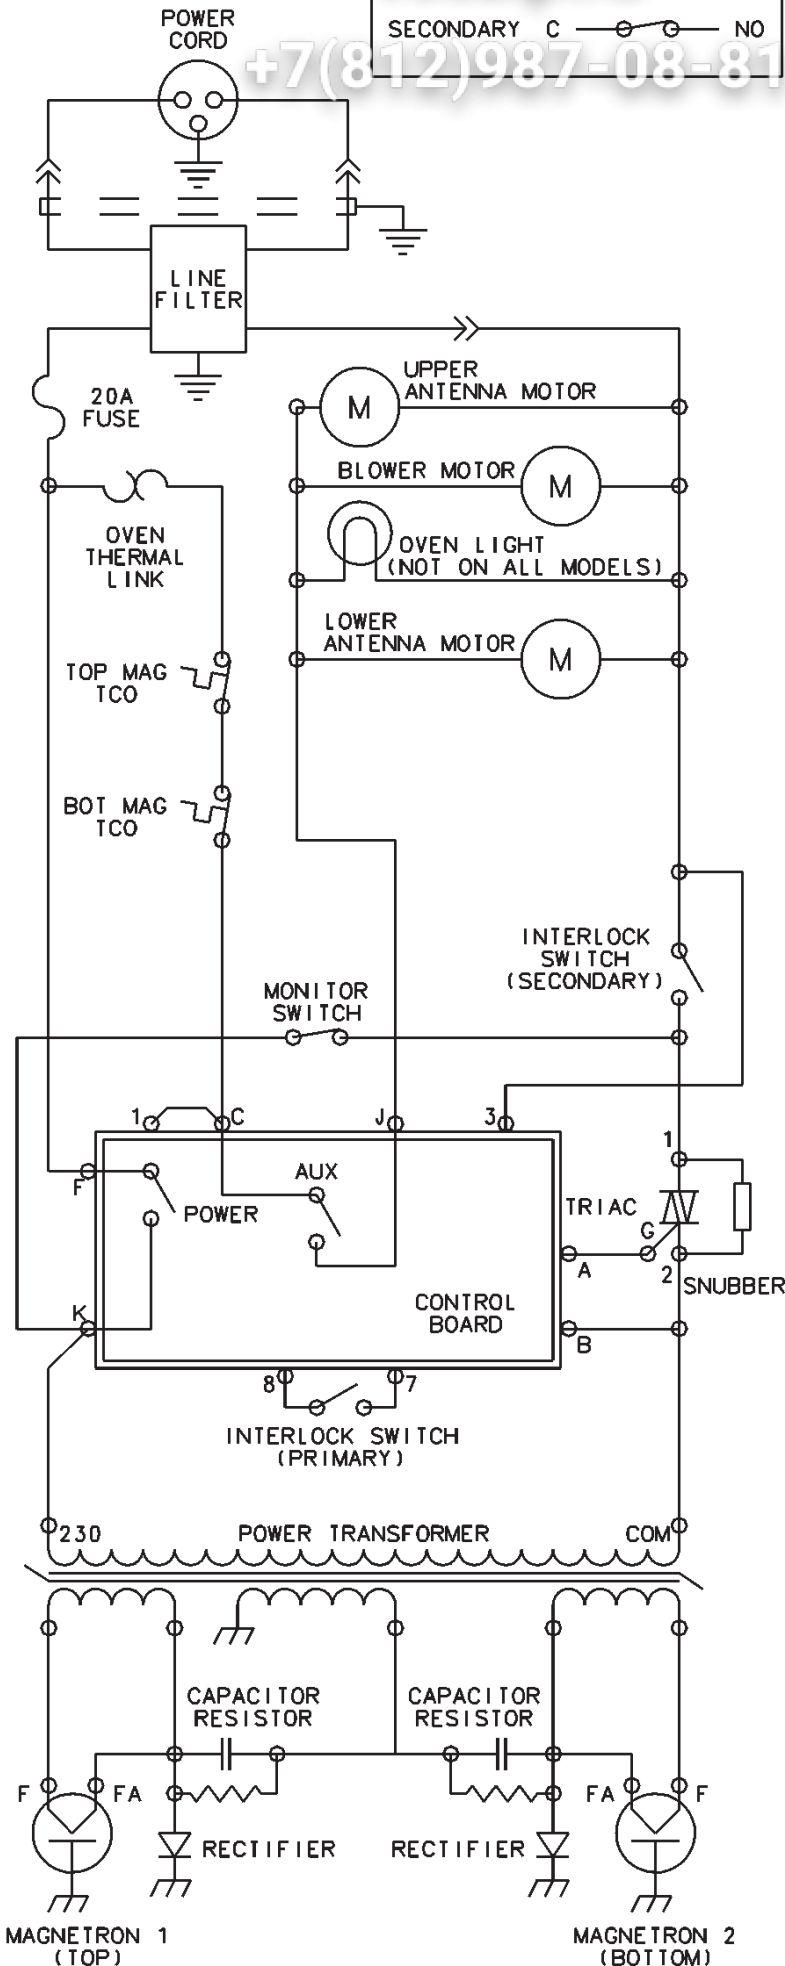 POWER
CORD
SECONDARY C NO
+7(812)987-08-81
LINE
FILTER
20A
FUSE
UPPER
ANTENNA MOTOR
M
BLOWER MOTOR
M
OVEN LIGHT
(NOT ON ALL MODELS)
OVEN
THERMAL
LINK
LOWER
ANTENNA MOTOR
M
TOP MAG
TCO
BOT MAG
TCO
INTERLOCK
SWITCH
(SECONDARY)
MONITOR
SWITCH
1
C
J
3
1
F
POWER
AUX
TRIAC
G
A
2
SNUBBER
K
CONTROL
BOARD
B
8
7
INTERLOCK SWITCH
(PRIMARY)
230
POWER TRANSFORMER
COM
CAPACITOR
RESISTOR
CAPACITOR
RESISTOR
F
FA
FA
F
RECTIFIER
RECTIFIER
MAGNETRON 1
(TOP)
MAGNETRON 2
(BOTTOM)